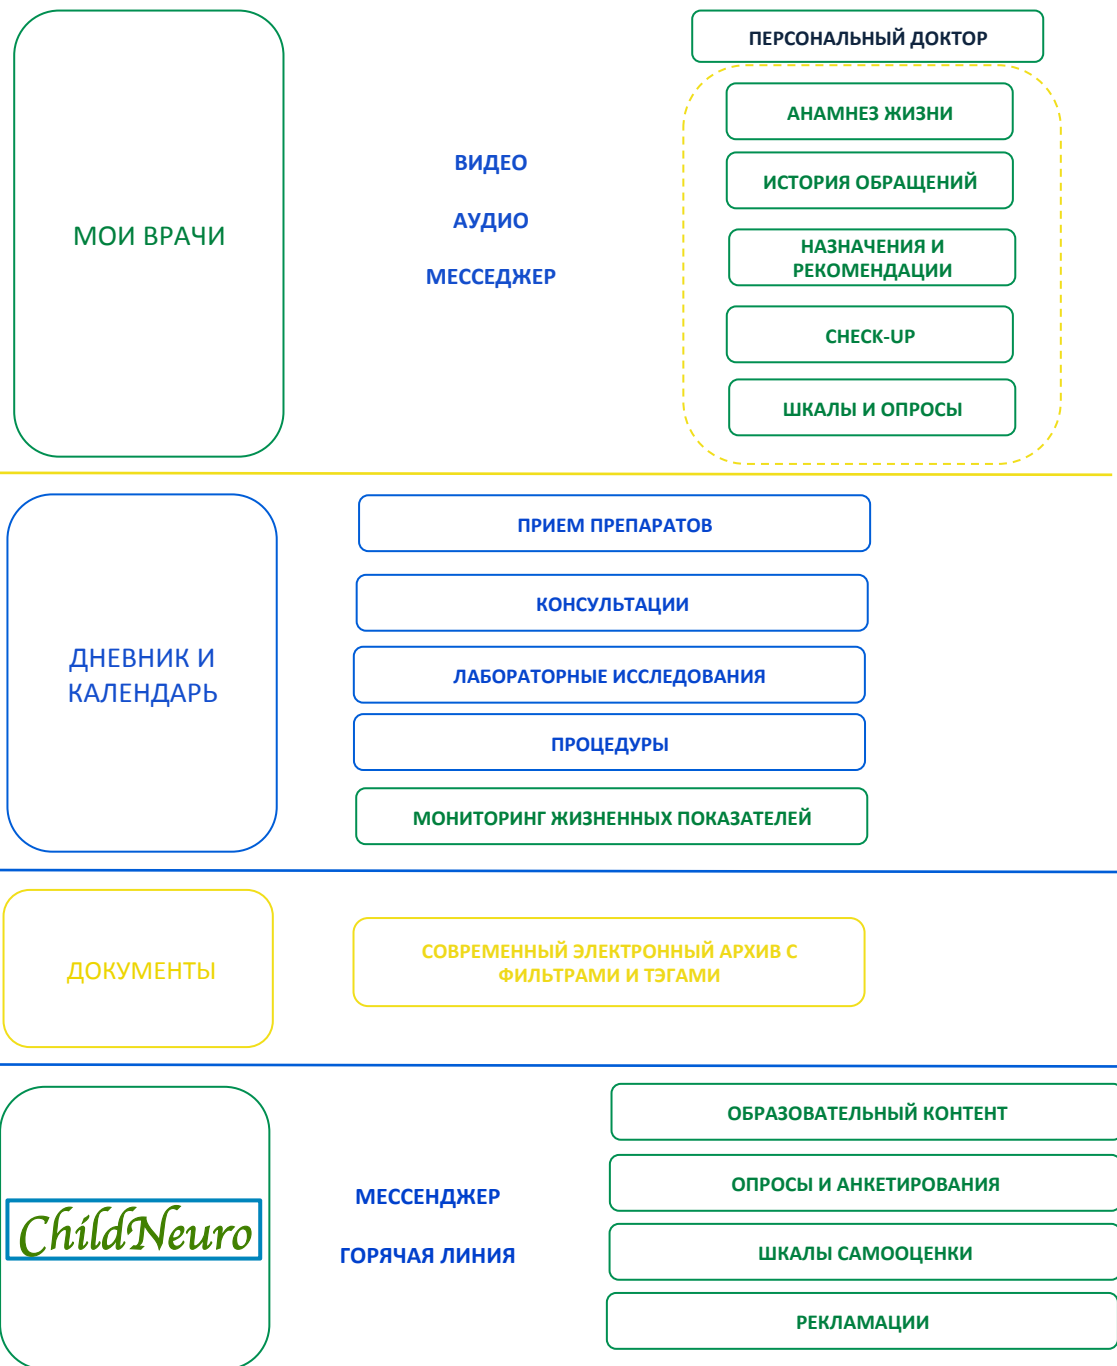 МОИ ВРАЧИ
ВИДЕО
АУДИО
МЕССЕДЖЕР
ПЕРСОНАЛЬНЫЙ ДОКТОР
АНАМНЕЗ ЖИЗНИ
ИСТОРИЯ ОБРАЩЕНИЙ
НАЗНАЧЕНИЯ И
РЕКОМЕНДАЦИИ
CHECK-UP
ШКАЛЫ И ОПРОСЫ
ДНЕВНИК И
КАЛЕНДАРЬ
ПРИЕМ ПРЕПАРАТОВ
КОНСУЛЬТАЦИИ
ЛАБОРАТОРНЫЕ ИССЛЕДОВАНИЯ
ПРОЦЕДУРЫ
МОНИТОРИНГ ЖИЗНЕННЫХ ПОКАЗАТЕЛЕЙ
ДОКУМЕНТЫ
СОВРЕМЕННЫЙ ЭЛЕКТРОННЫЙ АРХИВ С
ФИЛЬТРАМИ И ТЭГАМИ
ChildNeuro
МЕССЕНДЖЕР
ГОРЯЧАЯ ЛИНИЯ
ОБРАЗОВАТЕЛЬНЫЙ КОНТЕНТ
ОПРОСЫ И АНКЕТИРОВАНИЯ
ШКАЛЫ САМООЦЕНКИ
РЕКЛАМАЦИИ